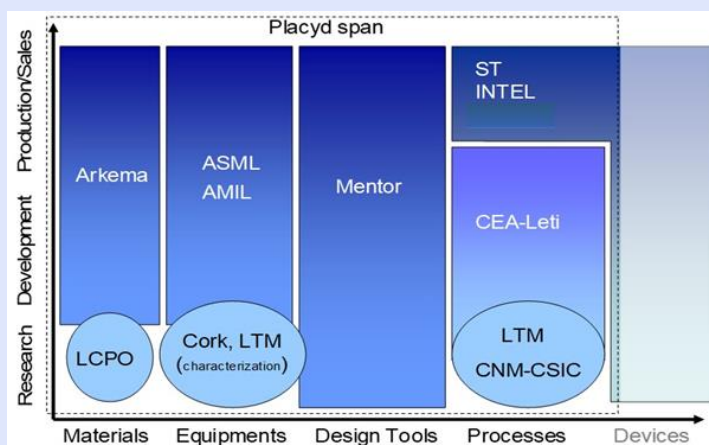 Placyd span
Production/Sales
Development
Research
Arkema
LCPO
ASML
AMIL
Cork, LTM
(characterization)
Mentor
ST
INTEL
CEA-Leti
LTM
CNM-CSIC
Materials
Equipments
Design Tools
Processes
Devices